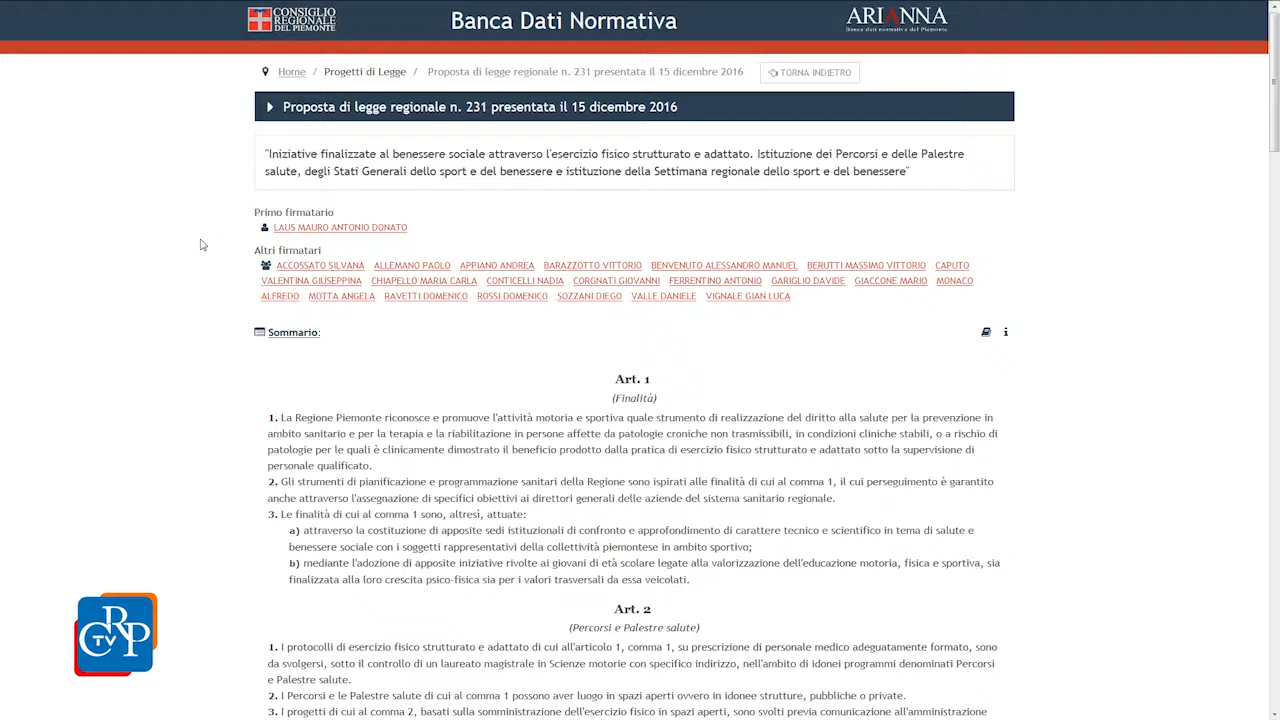 CONSIGLIO
REGIONALE
DEL PIEMONTE
Banca Dati Normativa
ARIANNA
Banca dati normativa del Piemonte
Home / Progetti di Legge / Proposta di legge regionale n. 231 presentata il 15 dicembre 2016 TORNA INDIETRO
Proposta di legge regionale n. 231 presentata il 15 dicembre 2016
"Iniziative finalizzate al benessere sociale attraverso l'esercizio fisico strutturato e adattato. Istituzione dei Percorsi e delle Palestre
salute, degli Stati Generali dello sport e del benessere e istituzione della Settimana regionale dello sport e del benessere"
Primo firmatario
LAUS MAURO ANTONIO DONATO
Altri firmatari
ACCOSSATO SILVANA ALLEMANO PAOLO APPIANO ANDREA BARAZZOTTO VITTORIO BENVENUTO ALESSANDRO MANUEL BERUTTI MASSIMO VITTORIO CAPUTO
VALENTINA GIUSEPPINA CHIAPELLO MARIA CARLA CONTICELLI NADIA CORGNATI GIOVANNI FERRENTINO ANTONIO GARIGLIO DAVIDE GIACCONE MARIO MONACO
ALFREDO MOTTA ANGELA RAVETTI DOMENICO ROSSI DOMENICO SOZZANI DIEGO VALLE DANIELE VIGNALE GIAN LUCA
Sommario:
Art. 1
(Finalità)
1. La Regione Piemonte riconosce e promuove l'attività motoria e sportiva quale strumento di realizzazione del diritto alla salute per la prevenzione in
ambito sanitario e per la terapia e la riabilitazione in persone affette da patologie croniche non trasmissibili, in condizioni cliniche stabili, o a rischio di
patologie per le quali è clinicamente dimostrato il beneficio prodotto dalla pratica di esercizio fisico strutturato e adattato sotto la supervisione di
personale qualificato.
2. Gli strumenti di pianificazione e programmazione sanitari della Regione sono ispirati alle finalità di cui al comma 1, il cui perseguimento è garantito
anche attraverso l'assegnazione di specifici obiettivi ai direttori generali delle aziende del sistema sanitario regionale.
3. Le finalità di cui al comma 1 sono, altresì, attuate:
a) attraverso la costituzione di apposite sedi istituzionali di confronto e approfondimento di carattere tecnico e scientifico in tema di salute e
benessere sociale con i soggetti rappresentativi della collettività piemontese in ambito sportivo;
b) mediante l'adozione di apposite iniziative rivolte ai giovani di età scolare legate alla valorizzazione dell'educazione motoria, fisica e sportiva, sia
finalizzata alla loro crescita psico-fisica sia per i valori trasversali da essa veicolati.
Art. 2
(Percorsi e Palestre salute)
1. I protocolli di esercizio fisico strutturato e adattato di cui all'articolo 1, comma 1, su prescrizione di personale medico adeguatamente formato, sono
da svolgersi, sotto il controllo di un laureato magistrale in Scienze motorie con specifico indirizzo, nell'ambito di idonei programmi denominati Percorsi
e Palestre salute.
2. I Percorsi e le Palestre salute di cui al comma 1 possono aver luogo in spazi aperti ovvero in idonee strutture, pubbliche o private.
3. I progetti di cui al comma 2, basati sulla somministrazione dell'esercizio fisico in spazi aperti, sono svolti previa comunicazione all'amministrazione
CRP TV